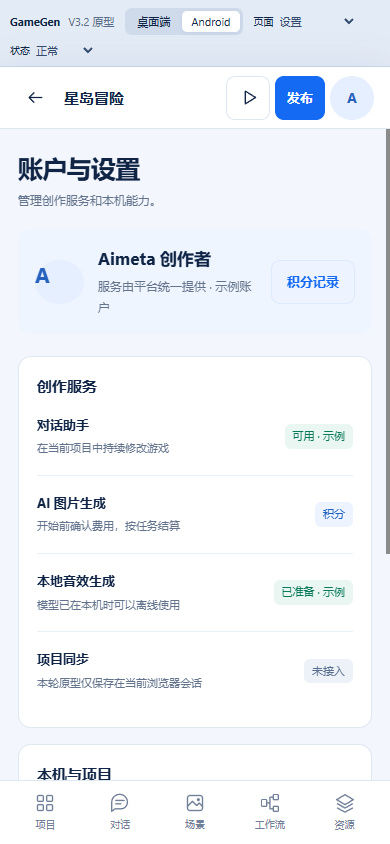 GameGen V3.2 原型 桌面端 Android 页面 设置
状态 正常
星岛冒险 发布 A
账户与设置
管理创作服务和本机能力。
A
Aimeta 创作者
服务由平台统一提供 · 示例账
户
积分记录
创作服务
对话助手
在当前项目中持续修改游戏
可用 · 示例
AI 图片生成
开始前确认费用，按任务结算
积分
本地音效生成
模型已在本机时可以离线使用
已准备 · 示例
项目同步
本轮原型仅保存在当前浏览器会话
未接入
本机与项目
项目 对话 场景 工作流 资源